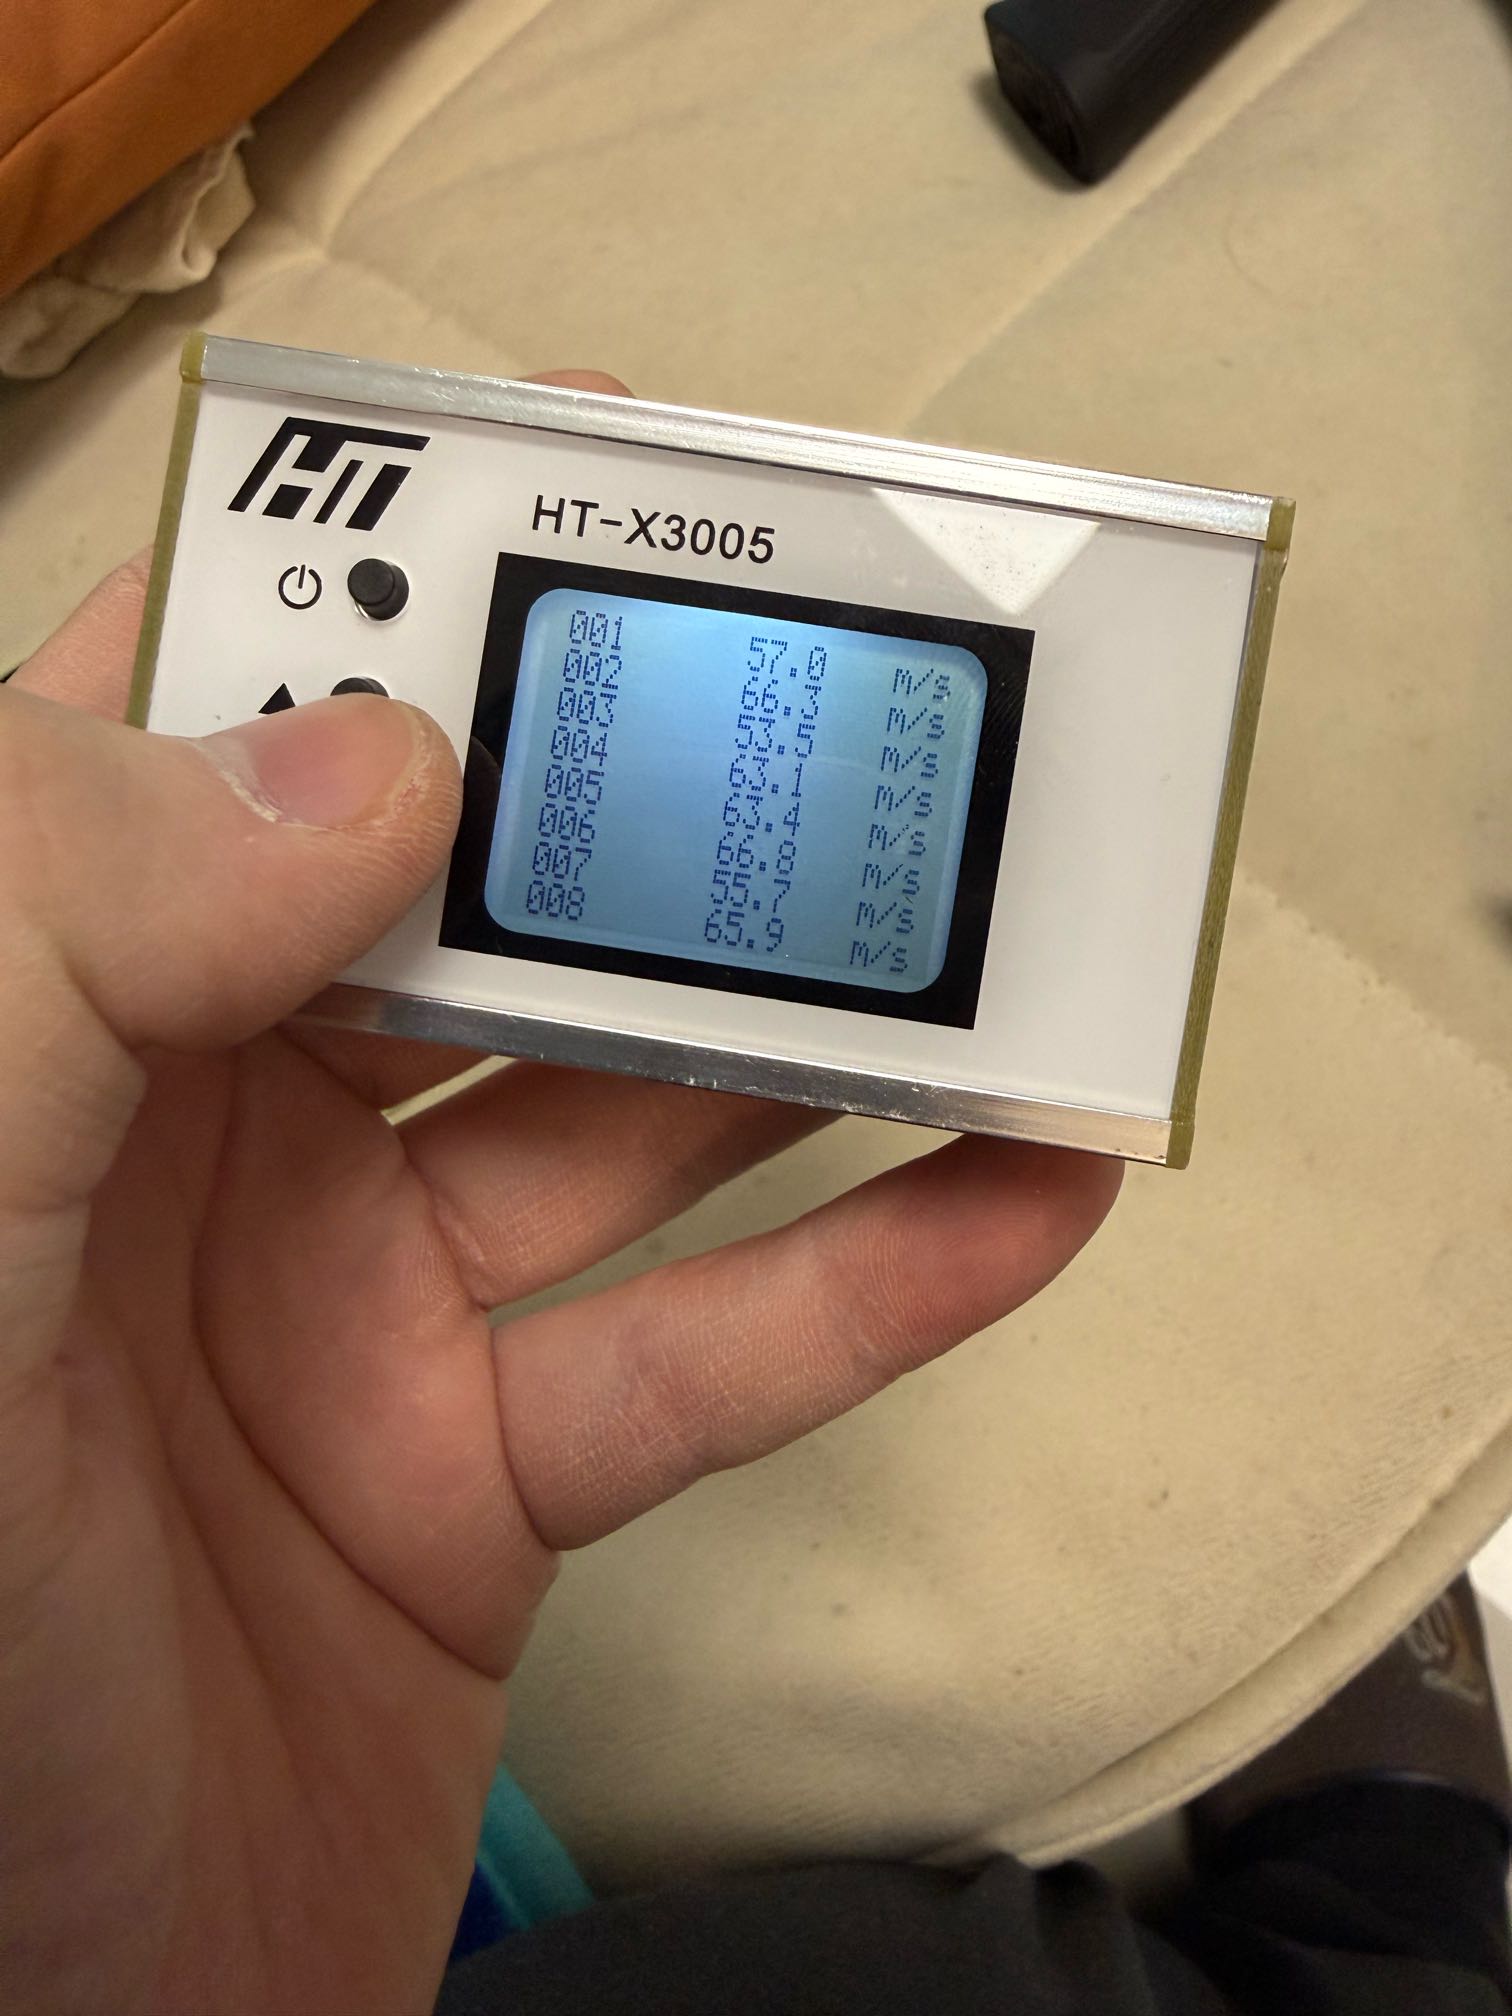 HT
HT-X3005
001 57.0 m/s
002 66.3 m/s
003 53.5 m/s
004 63.1 m/s
005 63.4 m/s
006 66.8 m/s
007 55.7 m/s
008 65.9 m/s